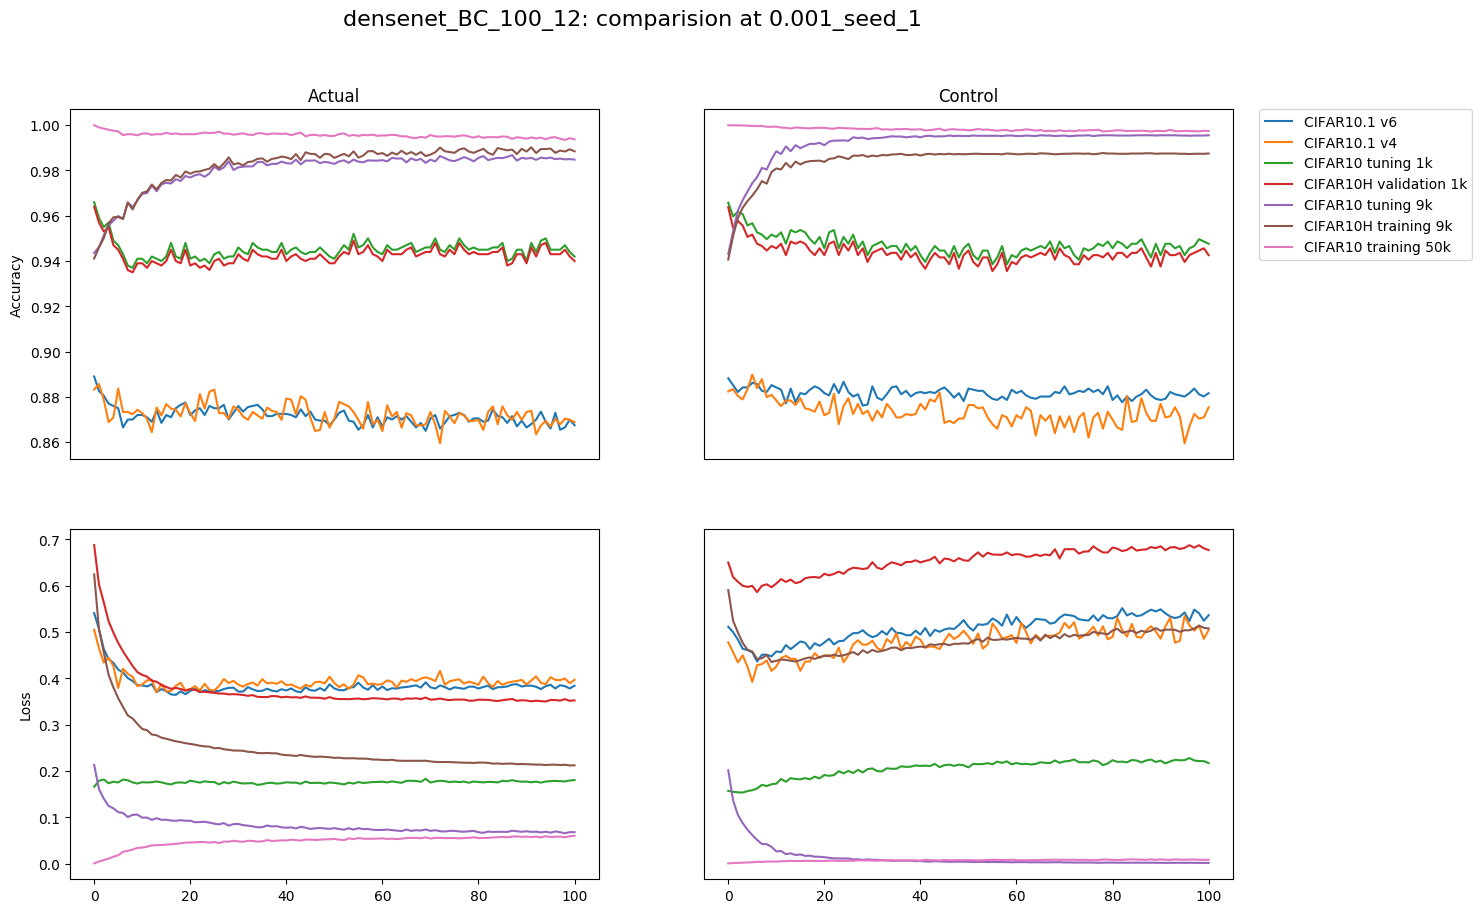 densenet_BC_100_12: comparision at 0.001_seed_1
Actual
Control
Accuracy
1.00
0.98
0.96
0.94
0.92
0.90
0.88
0.86
CIFAR10.1 v6
CIFAR10.1 v4
CIFAR10 tuning 1k
CIFAR10H validation 1k
CIFAR10 tuning 9k
CIFAR10H training 9k
CIFAR10 training 50k
Loss
0.7
0.6
0.5
0.4
0.3
0.2
0.1
0.0
0 20 40 60 80 100
0 20 40 60 80 100